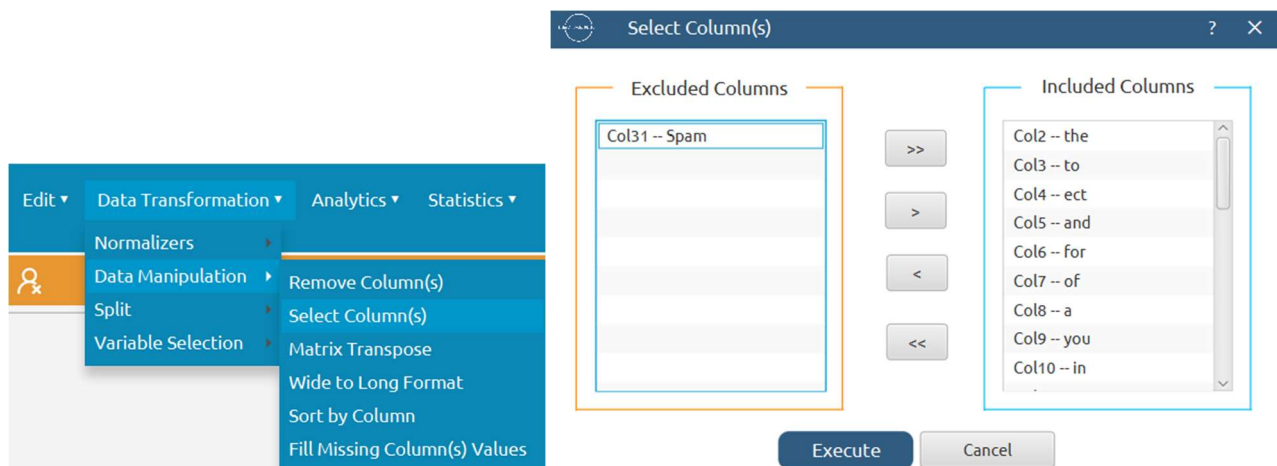 Edit ▾ Data Transformation ▾ Analytics ▾ Statistics ▾
Normalizers
Data Manipulation
Split
Variable Selection
Remove Column(s)
Select Column(s)
Matrix Transpose
Wide to Long Format
Sort by Column
Fill Missing Column(s) Values
Select Column(s) ? ×
Excluded Columns
Col31 -- Spam
>>
>
<
<<
Included Columns
Col2 -- the
Col3 -- to
Col4 -- ect
Col5 -- and
Col6 -- for
Col7 -- of
Col8 -- a
Col9 -- you
Col10 -- in
Execute Cancel